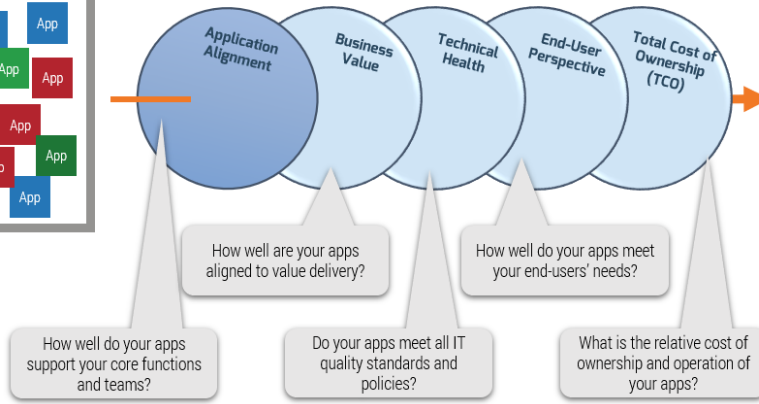 App
App
App
App
App
App
Application
Alignment
Business
Value
Technical
Health
End-User
Perspective
Total Cost of
Ownership
(TCO)
How well are your apps
aligned to value delivery?
How well do your apps meet
your end-users' needs?
How well do your apps
support your core functions
and teams?
Do your apps meet all IT
quality standards and
policies?
What is the relative cost of
ownership and operation of
your apps?